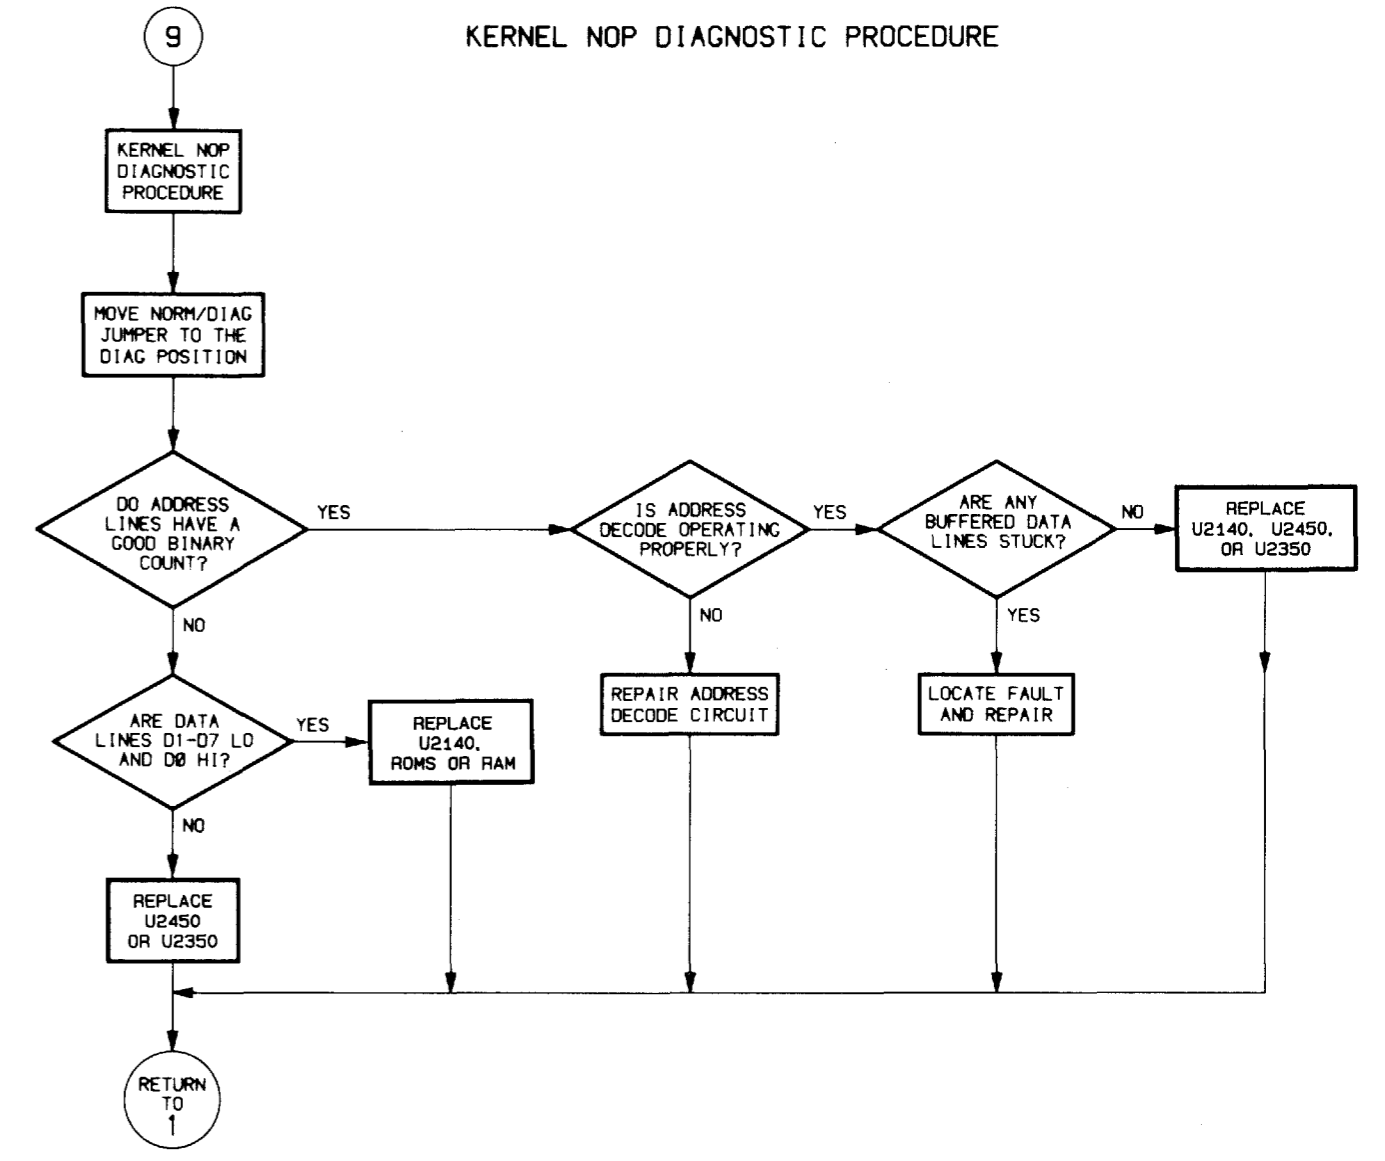 9
KERNEL NOP DIAGNOSTIC PROCEDURE
KERNEL NOP
DIAGNOSTIC
PROCEDURE
MOVE NORM/DIAG
JUMPER TO THE
DIAG POSITION
DO ADDRESS
LINES HAVE A
GOOD BINARY
COUNT?
YES
IS ADDRESS
DECODE OPERATING
PROPERLY?
YES
ARE ANY
BUFFERED DATA
LINES STUCK?
NO
REPLACE
U2140, U2450,
OR U2350
NO
NO
YES
ARE DATA
LINES D1-D7 LO
AND DØ HI?
YES
REPLACE
U2140,
ROMS OR RAM
REPAIR ADDRESS
DECODE CIRCUIT
LOCATE FAULT
AND REPAIR
NO
REPLACE
U2450
OR U2350
RETURN
TO
1